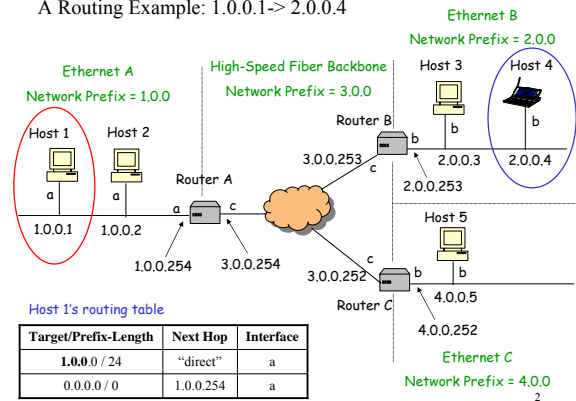 A Routing Example: 1.0.0.1-> 2.0.0.4
Ethernet B
Network Prefix = 2.0.0
High-Speed Fiber Backbone
Network Prefix = 3.0.0
Ethernet A
Network Prefix = 1.0.0
Host 3
Host 4
Router B
Host 1
Host 2
b
b
b
3.0.0.253
c
2.0.0.3
2.0.0.4
Router A
2.0.0.253
a
a
a
c
1.0.0.1
1.0.0.2
Host 5
1.0.0.254
3.0.0.254
c
3.0.0.252
b
b
4.0.0.5
Router C
4.0.0.252
Host 1's routing table
Target/Prefix-Length Next Hop Interface
1.0.0.0 / 24 “direct” a
0.0.0.0 / 0 1.0.0.254 a
Ethernet C
Network Prefix = 4.0.0
2